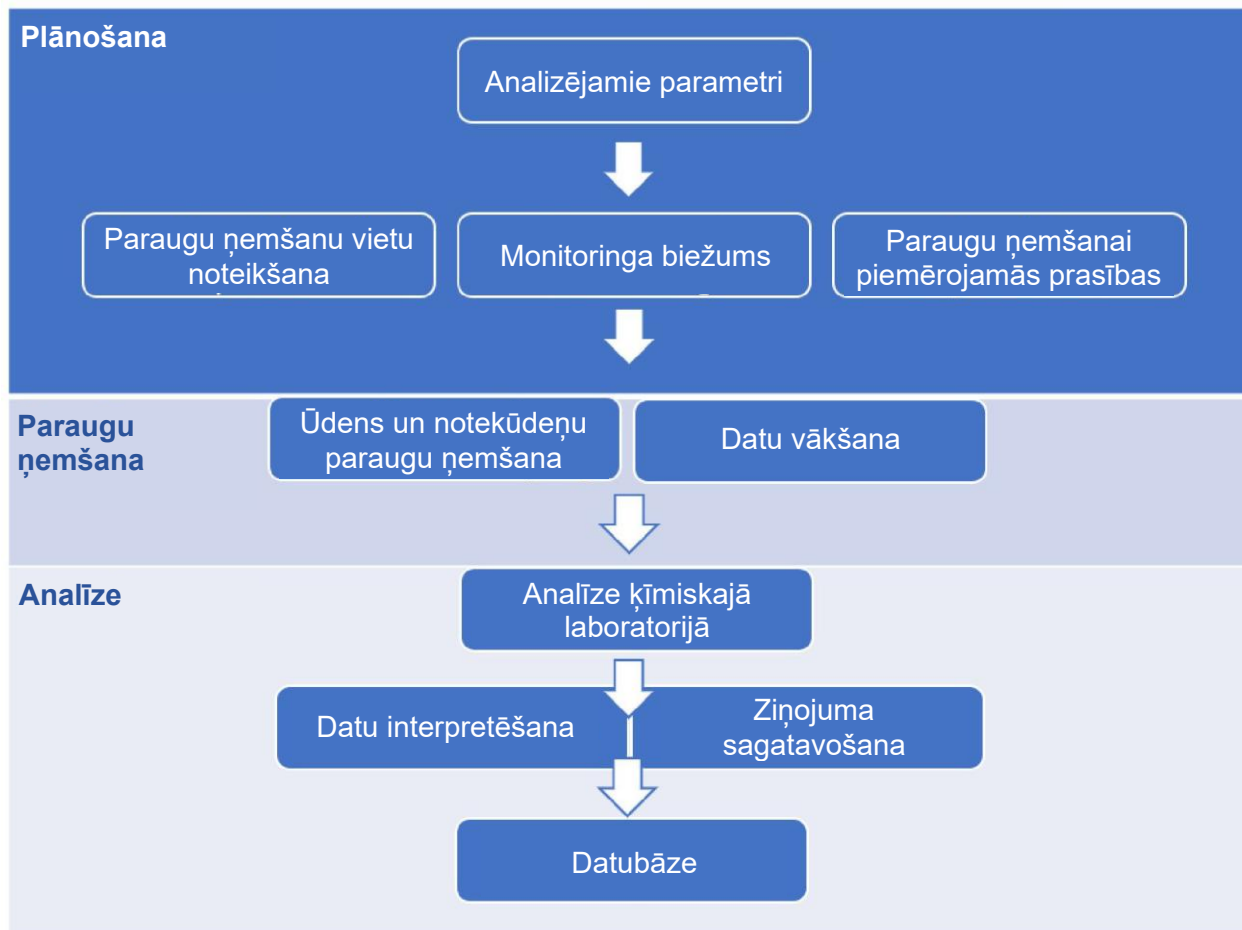 Plānošana
Analizējamie parametri
Paraugu ņemšanu vietu
noteikšana
Monitoringa biežums
Paraugu ņemšanai
piemērojamās prasības
Paraugu
ņemšana
Ūdens un notekūdeņu
paraugu ņemšana
Datu vākšana
Analīze
Analīze ķīmiskajā
laboratorijā
Datu interpretēšana
Ziņojuma
sagatavošana
Datubāze